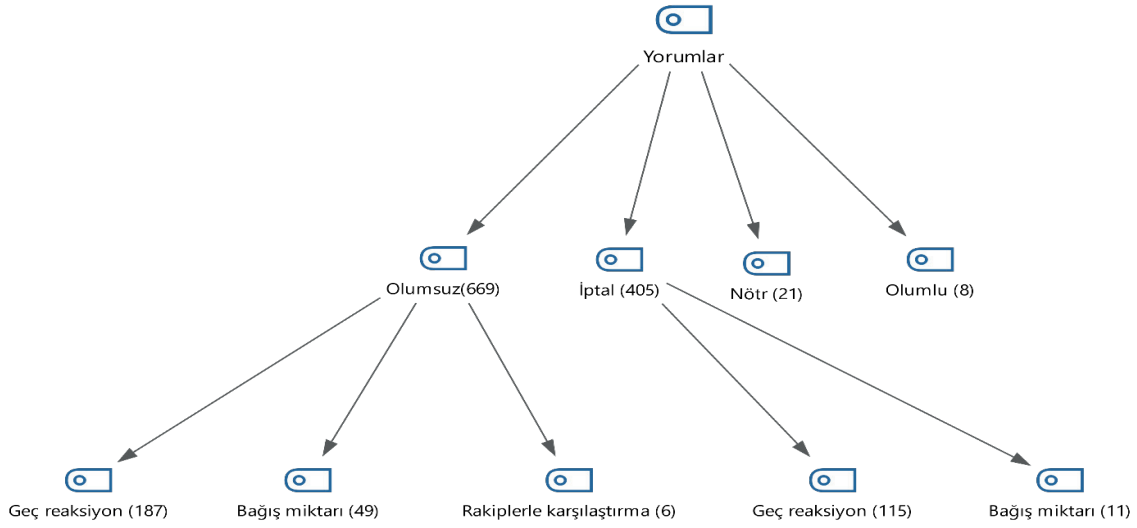 Yorumlar
Olumsuz(669)
İptal (405)
Nötr (21)
Olumlu (8)
Geç reaksiyon (187)
Bağış miktarı (49)
Rakiplerle karşılaştırma (6)
Geç reaksiyon (115)
Bağış miktarı (11)